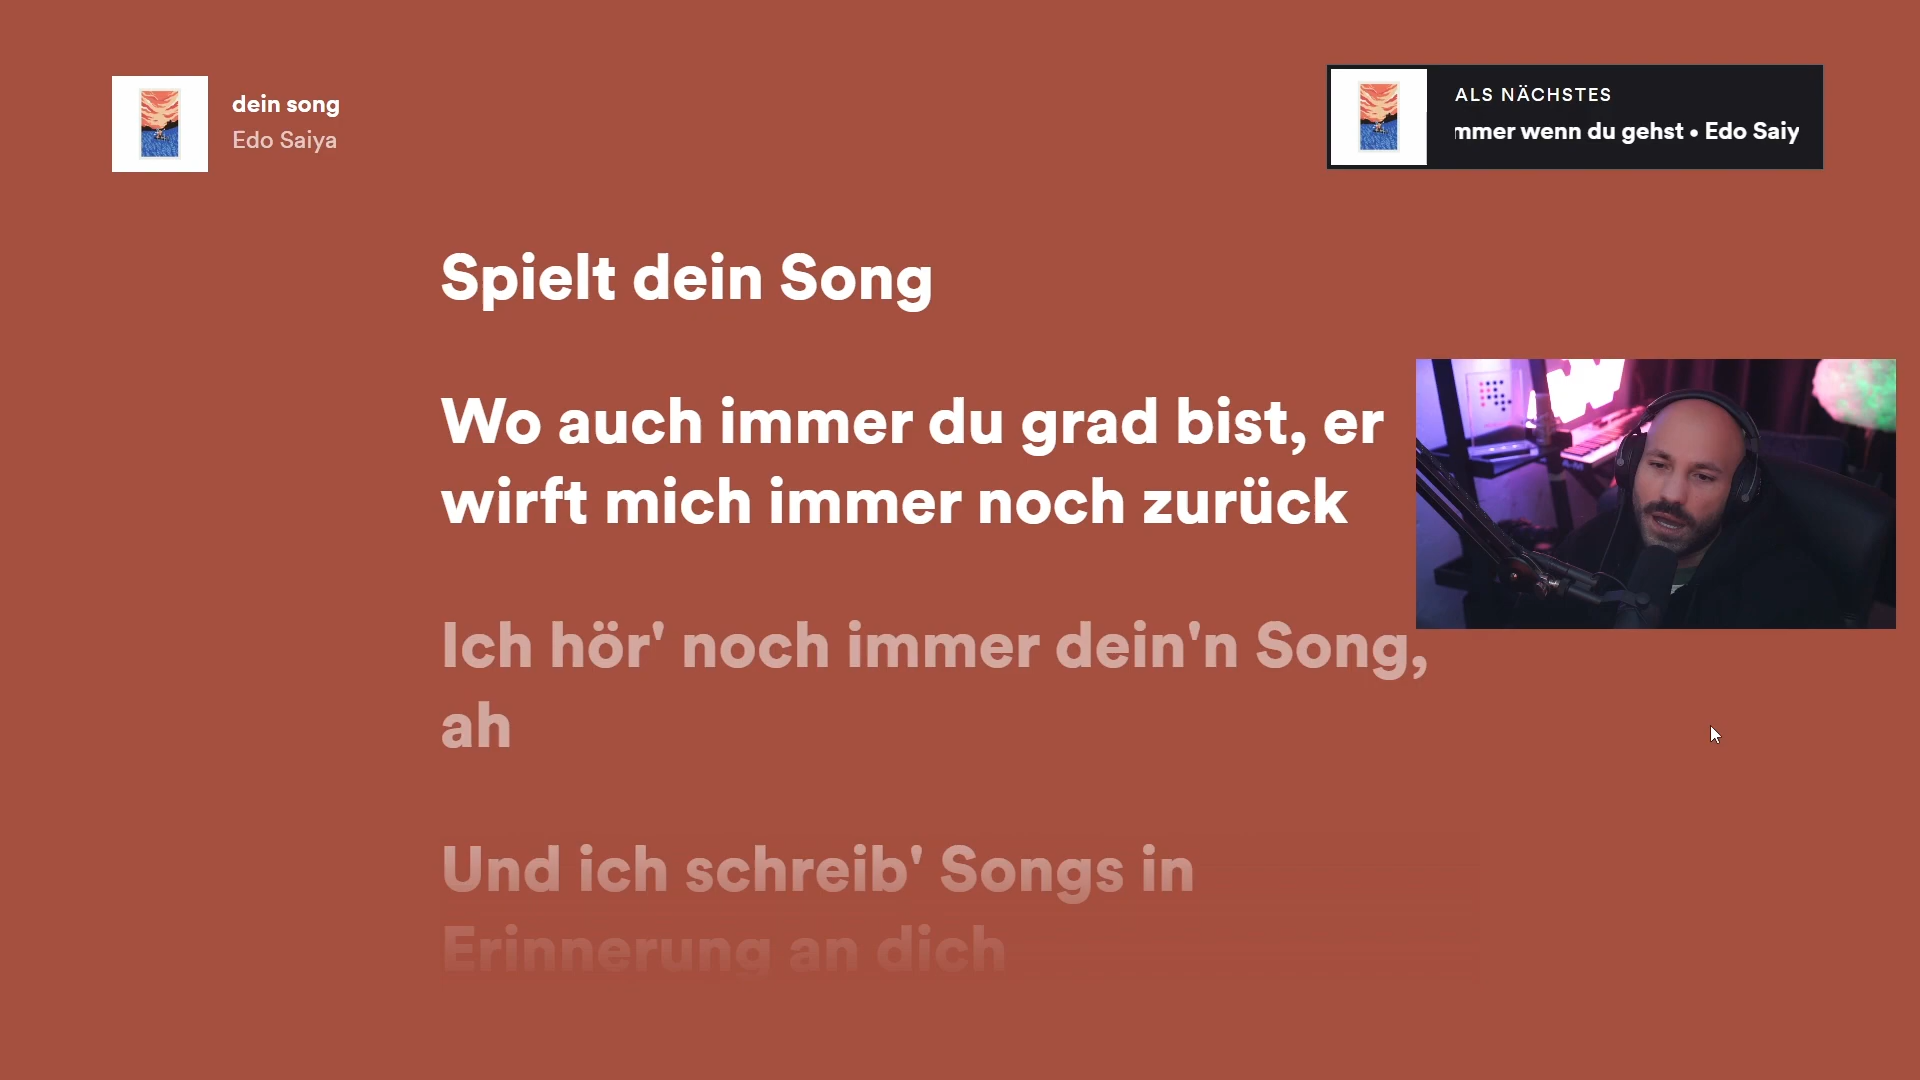 dein song
Edo Saiya
ALS NÄCHSTES
mmer wenn du gehst • Edo Saiy
Spielt dein Song
Wo auch immer du grad bist, er
wirft mich immer noch zurück
Ich hör' noch immer dein'n Song,
ah
Und ich schreib' Songs in
Erinnerung an dich